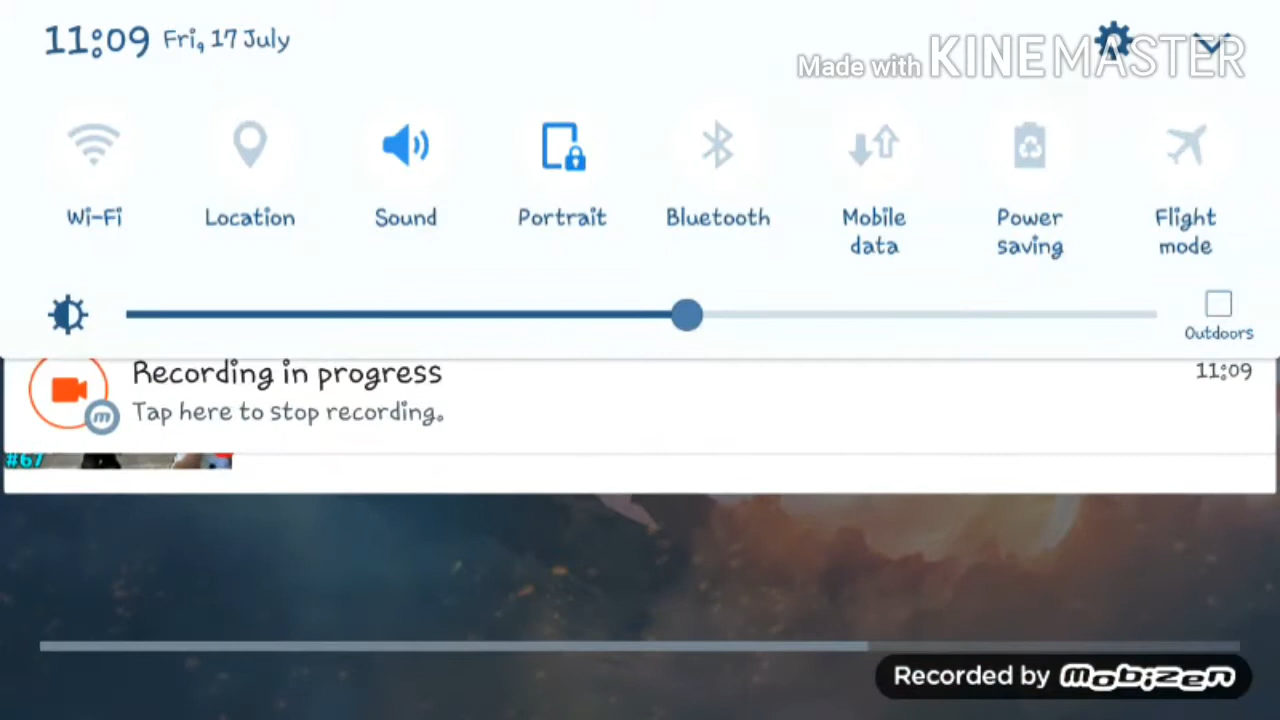 11:09 Fri, 17 July
Made with KINEMASTER
Wi-Fi
Location
Sound
Portrait
Bluetooth
Mobile
data
Power
saving
Flight
mode
Outdoors
Recording in progress
11:09
Tap here to stop recording.
m
#67
Recorded by mobizen